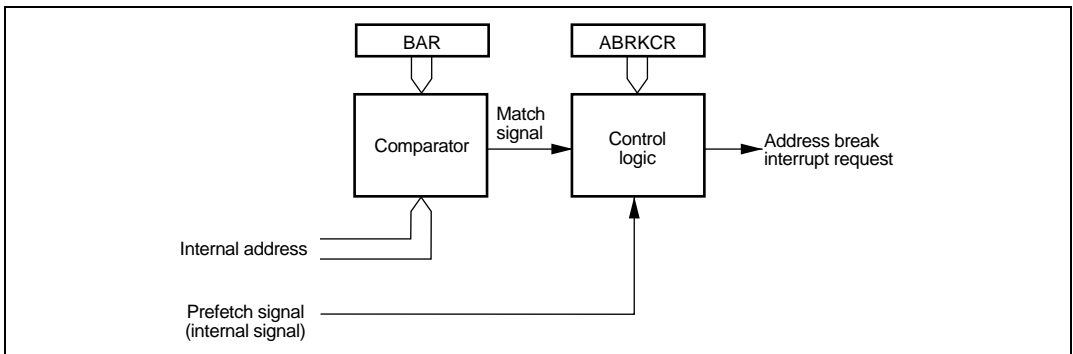 BAR
ABRKCR
Comparator
Match
signal
Control
logic
Address break
interrupt request
Internal address
Prefetch signal
(internal signal)